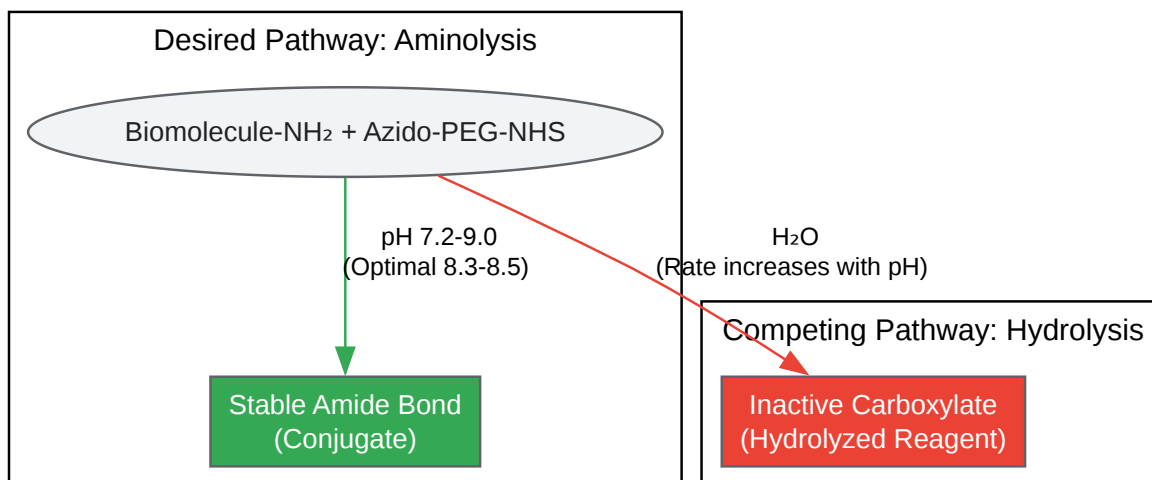 Desired Pathway: Aminolysis
Biomolecule-NH₂ + Azido-PEG-NHS
pH 7.2-9.0
(Optimal 8.3-8.5)
H₂O
(Rate increases with pH)
Competing Pathway: Hydrolysis
Stable Amide Bond
(Conjugate)
Inactive Carboxylate
(Hydrolyzed Reagent)